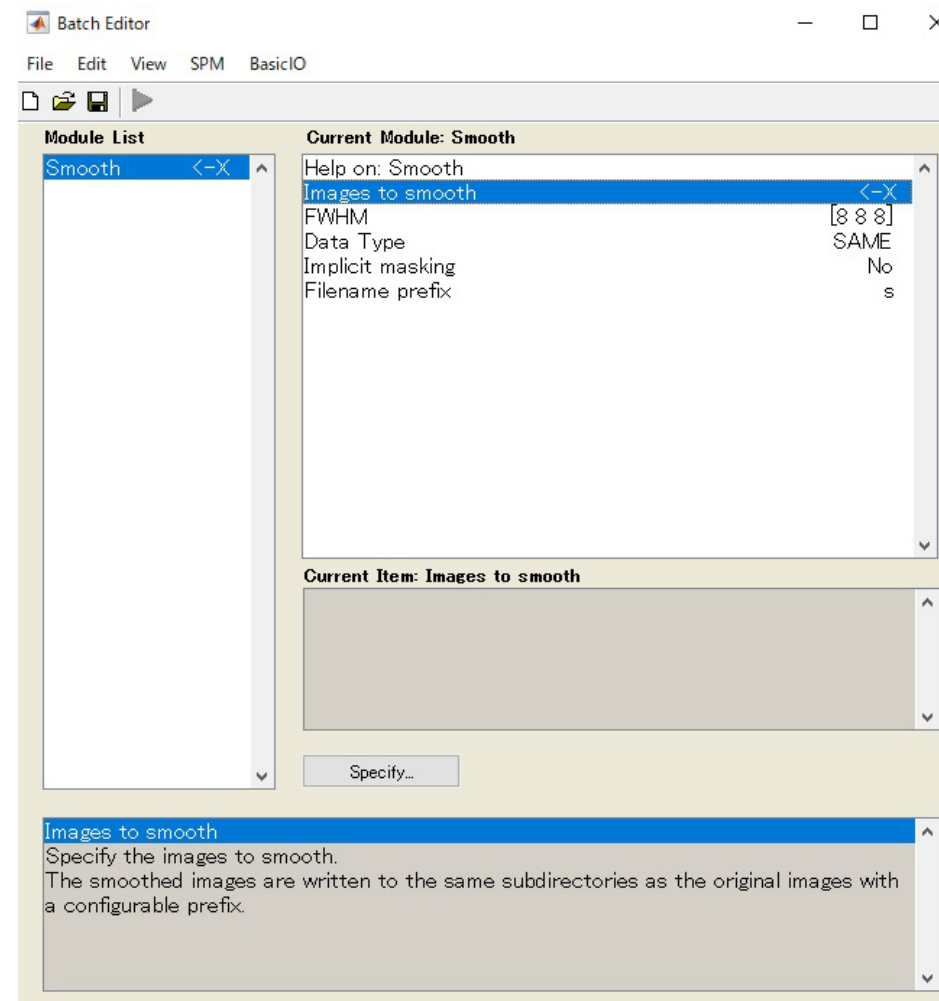 Batch Editor
File Edit View SPM BasicIO
Module List
Smooth <-X
Current Module: Smooth
Help on: Smooth
Images to smooth <-X
FWHM [8 8 8]
Data Type SAME
Implicit masking No
Filename prefix s
Current Item: Images to smooth
Specify...
Images to smooth
Specify the images to smooth.
The smoothed images are written to the same subdirectories as the original images with
a configurable prefix.